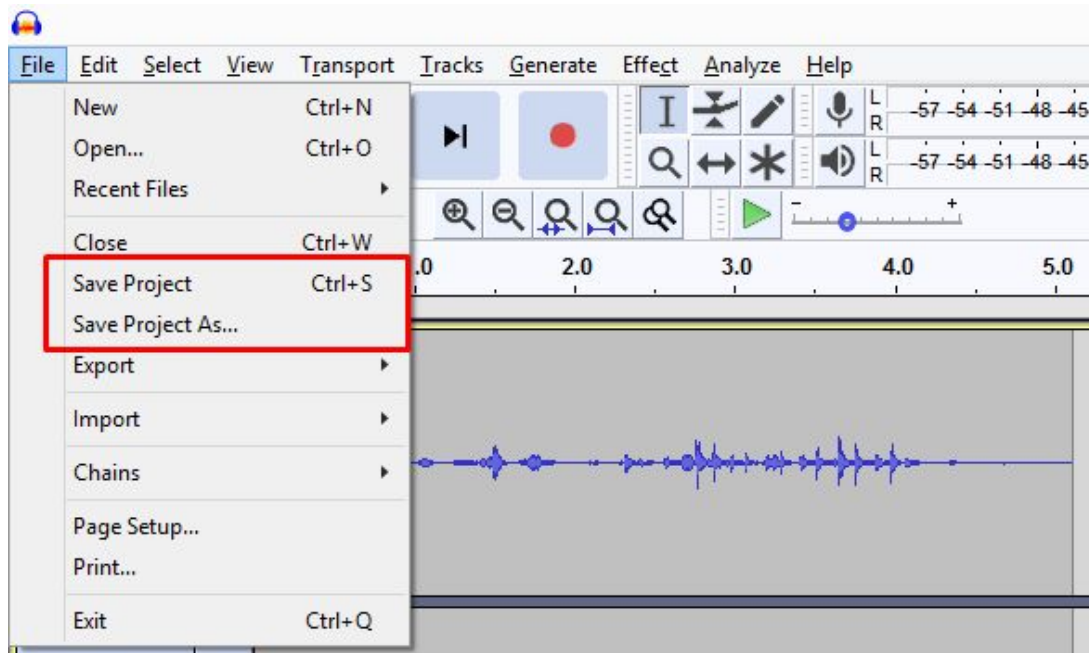 File Edit Select View Transport Tracks Generate Effect Analyze Help
New Ctrl+N
Open... Ctrl+O
Recent Files
Close Ctrl+W
Save Project Ctrl+S
Save Project As...
Export
Import
Chains
Page Setup...
Print...
Exit Ctrl+Q
L
R
-57 -54 -51 -48 -45
L
R
-57 -54 -51 -48 -45
- +
.0 2.0 3.0 4.0 5.0